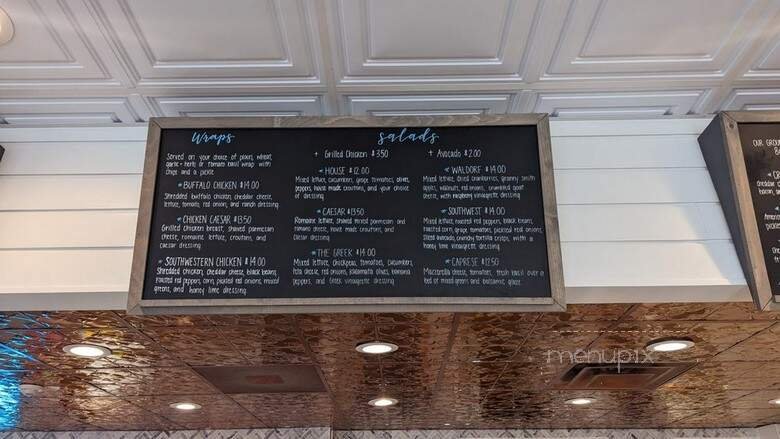 Wraps
Served on your choice of plain, wheat,
garlic + herb or tomato basil wrap with
chips and a pickle
*BUFFALO CHICKEN $14.00
Shredded buffalo chicken, cheddar cheese,
lettuce, tomato, red onion, and ranch dressing
*CHICKEN CAESAR $13.50
Grilled Chicken breast, shaved parmesan
cheese, romaine lettuce, croutons, and
caesar dressing
*SOUTHWESTERN CHICKEN $14.00
Shredded chicken, cheddar cheese, black beans,
roasted red peppers, corn, pickled red onions, mixed
greens, and honey lime dressing
Salads
+ Grilled Chicken $3.50
+ Avocado $2.00
*HOUSE $12.00
Mixed lettuce, cucumbers, grape tomatoes, olives,
peppers, house made croutons, and your choice
of dressing
*CAESAR $13.50
Romaine lettuce, shaved mixed parmesan and
romano cheese, house made croutons, and
Caesar dressing
*THE GREEK $14.00
Mixed lettuce, chickpeas, tomatoes, cucumbers,
feta cheese, red onions, kalamata olives, banana
peppers, and Greek vinaigrette dressing
*WALDORF $14.00
Mixed lettuce, dried cranberries, granny smith
apples, walnuts, red onions, crumbled goat
cheese, with raspberry vinaigrette dressing
*SOUTHWEST $14.00
Mixed lettuce, roasted red peppers, black beans,
roasted corn, grape tomatoes, pickled red onions,
sliced avocado, crunchy tortilla crisps, with a
honey lime vinaigrette dressing
*CAPRESE $12.50
Mozzarella cheese, tomatoes, fresh basil over a
bed of mixed greens and balsamic glaze
OUR GROU
menupix